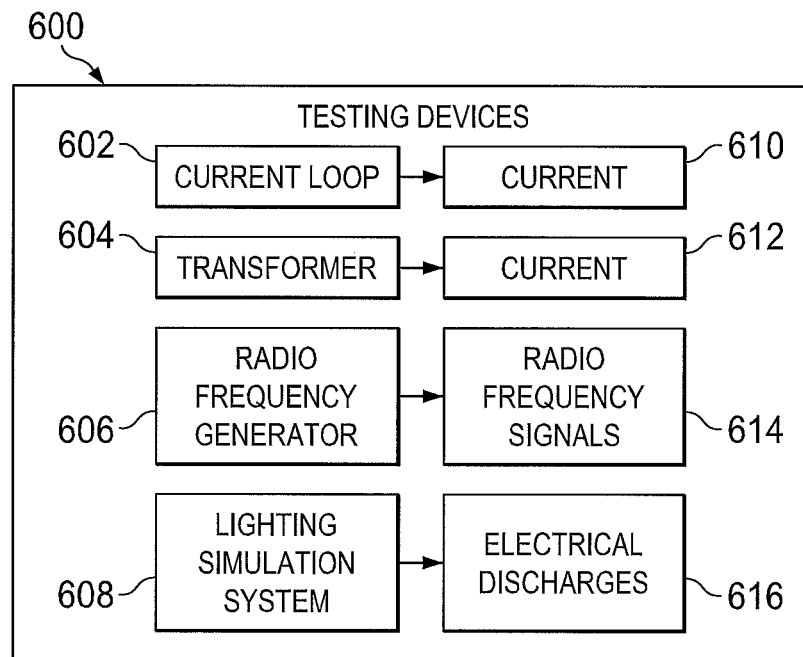 600
TESTING DEVICES
602
CURRENT LOOP
CURRENT
610
604
TRANSFORMER
CURRENT
612
606
RADIO
FREQUENCY
GENERATOR
RADIO
FREQUENCY
SIGNALS
614
608
LIGHTING
SIMULATION
SYSTEM
ELECTRICAL
DISCHARGES
616